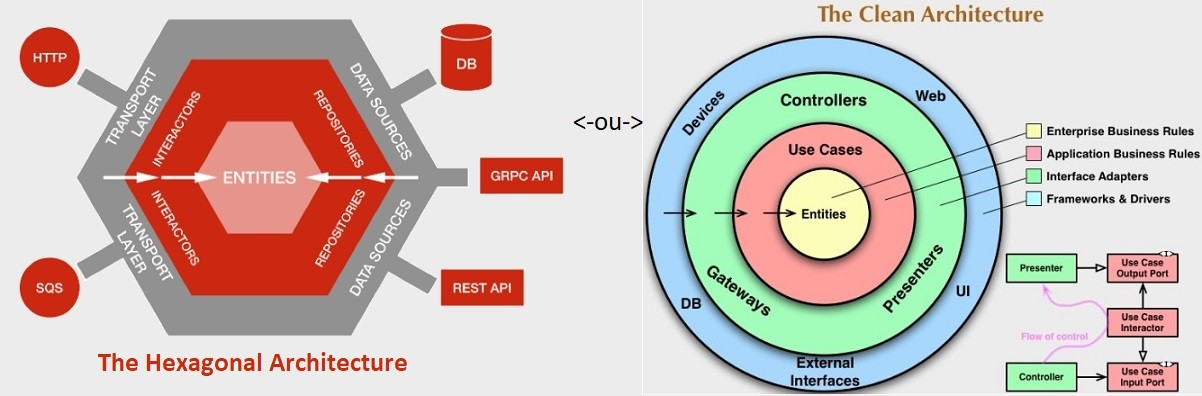 HTTP
TRANSPORT
LAYER
INTERACTORS
REPOSITORIES
DATA SOURCES
DB
ENTITIES
GRPC API
TRANSPORT
LAYER
INTERACTORS
REPOSITORIES
DATA SOURCES
SQS
REST API
The Hexagonal Architecture
<-ou->
The Clean Architecture
Devices
Web
Controllers
Use Cases
Entities
Gateways
Presenters
DB
UI
External
Interfaces
Enterprise Business Rules
Application Business Rules
Interface Adapters
Frameworks & Drivers
Presenter
Use Case
Output Port
Use Case
Interactor
Flow of control
Controller
Use Case
Input Port